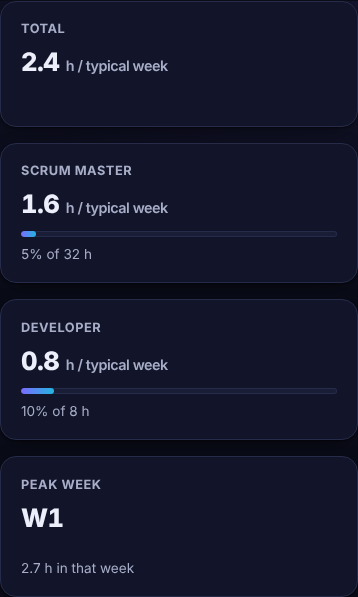 TOTAL
2.4 h / typical week
SCRUM MASTER
1.6 h / typical week
5% of 32 h
DEVELOPER
0.8 h / typical week
10% of 8 h
PEAK WEEK
W1
2.7 h in that week